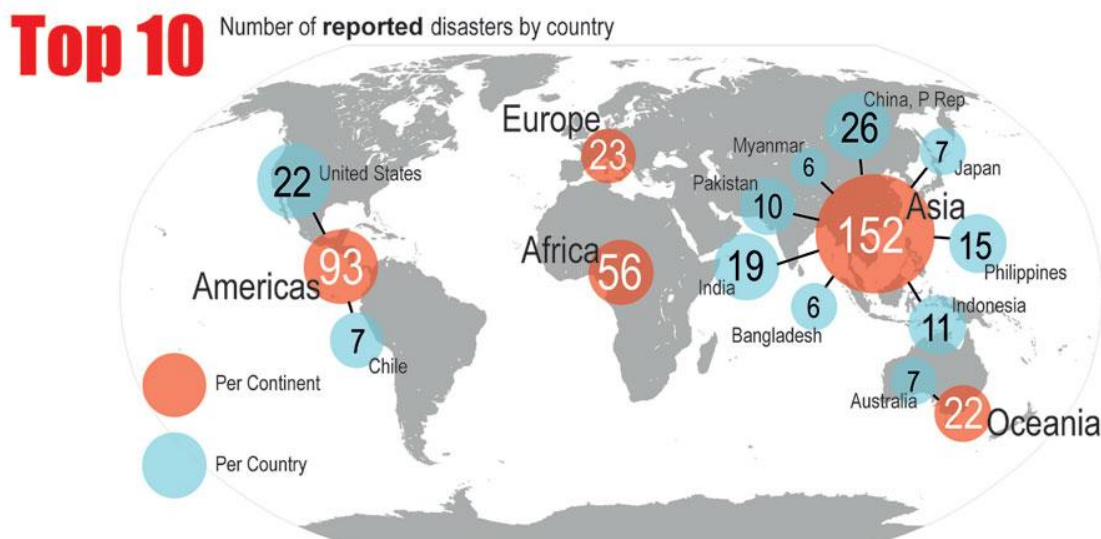 Top 10
Number of reported disasters by country
China, P Rep
26
Europe
23
Myanmar
6
7
Japan
22
United States
Pakistan
10
Asia
152
Africa
56
15
Philippines
93
Americas
19
India
Indonesia
11
6
Bangladesh
7
Chile
Per Continent
7
Australia
22
Oceania
Per Country